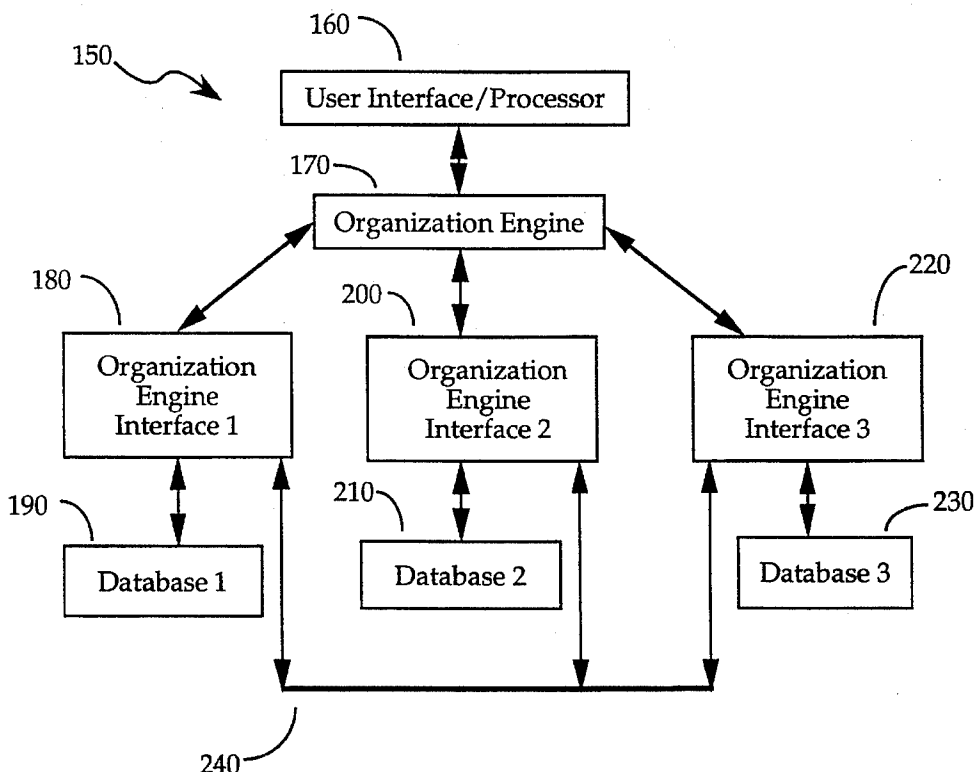 160
150
User Interface/Processor
170
Organization Engine
180
200
220
Organization
Engine
Interface 1
Organization
Engine
Interface 2
Organization
Engine
Interface 3
190
210
230
Database 1
Database 2
Database 3
240